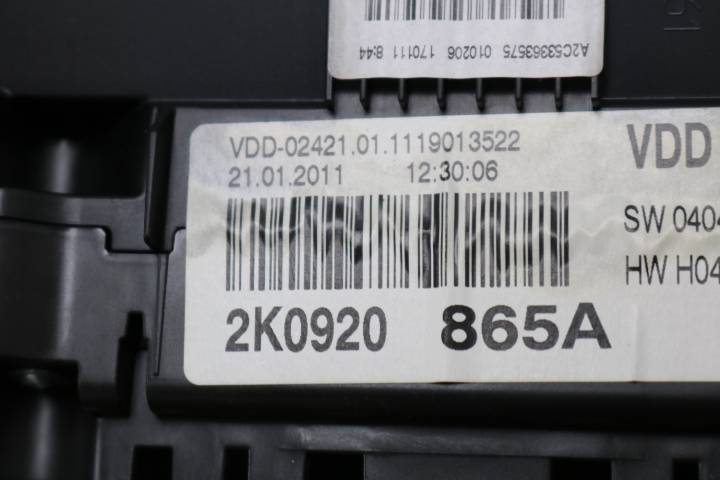 A2C53363575 010206 170111 8:44
VDD-02421.01.1119013522
21.01.2011 12:30:06
2K0920 865A
VDD
SW 0404
HW H04